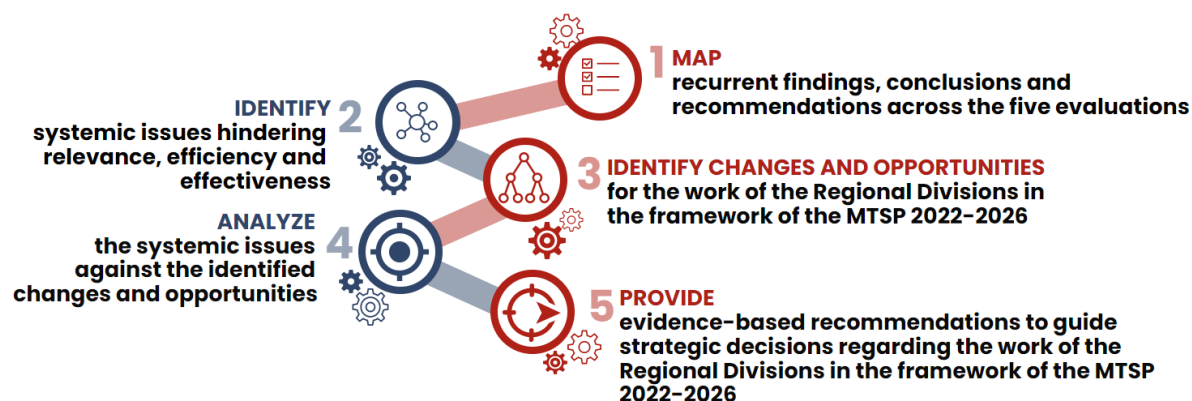 1 MAP
recurrent findings, conclusions and
recommendations across the five evaluations
IDENTIFY 2
systemic issues hindering
relevance, efficiency and
effectiveness
3 IDENTIFY CHANGES AND OPPORTUNITIES
for the work of the Regional Divisions in
the framework of the MTSP 2022-2026
ANALYZE 4
the systemic issues
against the identified
changes and opportunities
5 PROVIDE
evidence-based recommendations to guide
strategic decisions regarding the work of the
Regional Divisions in the framework of the MTSP
2022-2026